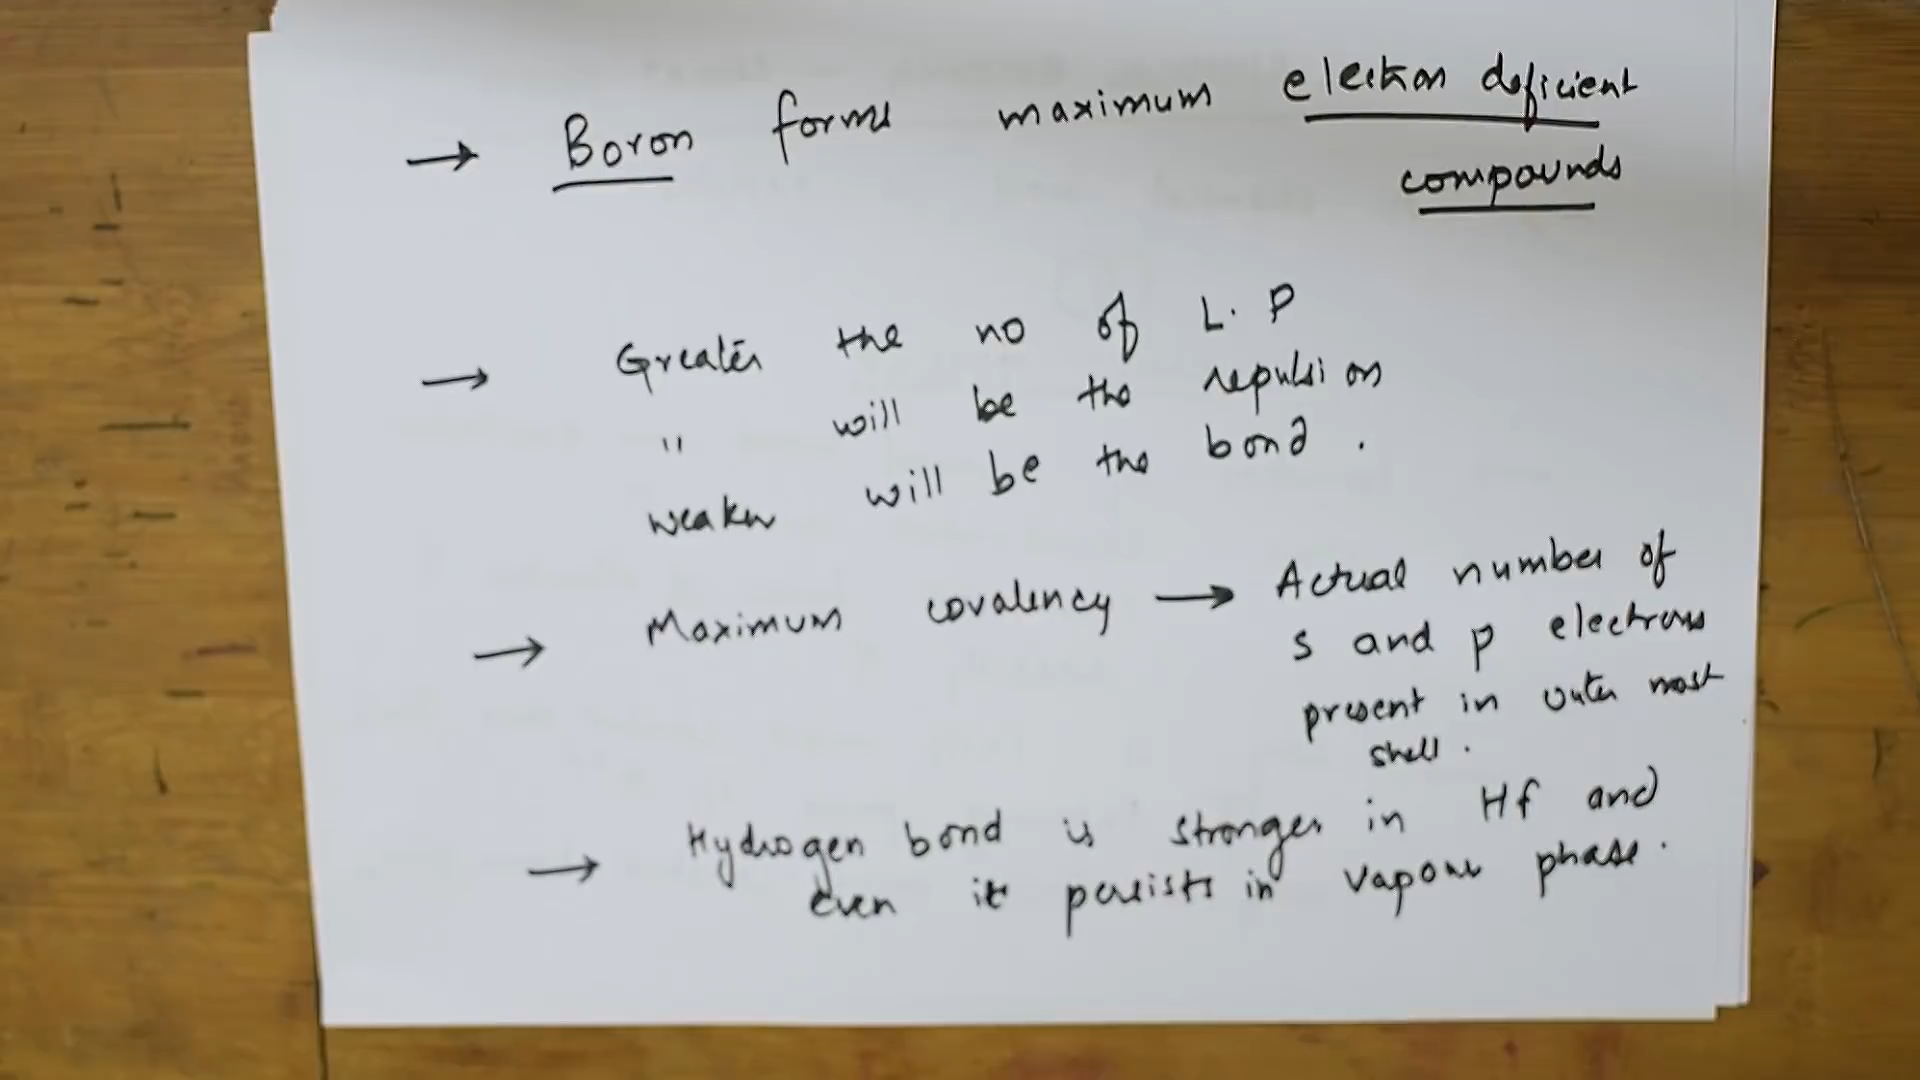 → Boron forms maximum electron deficient
compounds
→ Greater the no of L.P
" will be the repulsion
weaker will be the bond.
→ Maximum covalency → Actual number of
s and p electrons
present in outer most
shell.
→ Hydrogen bond is stronger in Hf and
even it persists in vapour phase.